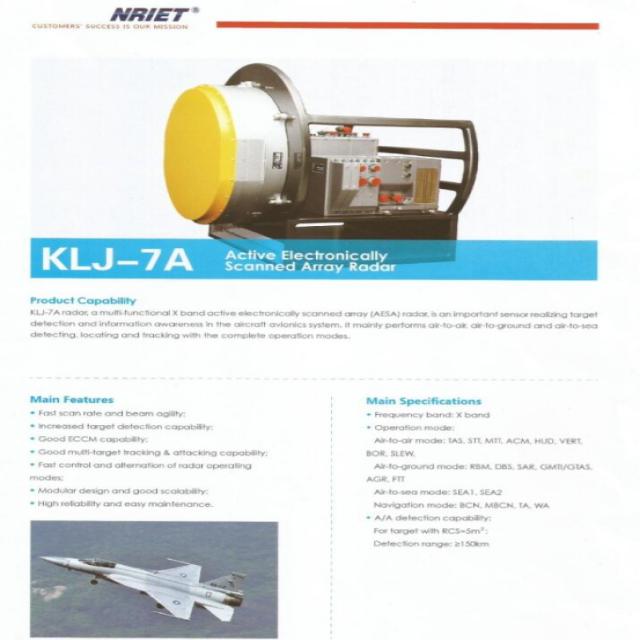 NRIET®
CUSTOMERS' SUCCESS IS OUR MISSION
KLJ-7A
Active Electronically
Scanned Array Radar
Product Capability
KLJ-7A radar, a multi-functional X band active electronically scanned array (AESA) radar, is an important sensor realizing target
detection and information awareness in the aircraft avionics system. It mainly performs air-to-air, air-to-ground and air-to-sea
detecting, locating and tracking with the complete operation modes.
Main Features
• Fast scan rate and beam agility;
• Increased target detection capability;
• Good ECCM capability;
• Good multi-target tracking & attacking capability;
• Fast control and alternation of radar operating
modes;
• Modular design and good scalability;
• High reliability and easy maintenance.
Main Specifications
• Frequency band: X band
• Operation mode:
Air-to-air mode: TAS, STT, MTT, ACM, HUD, VERT,
BOR, SLEW,
Air-to-ground mode: RBM, DBS, SAR, GMTI/GTAS,
AGR, FTT
Air-to-sea mode: SEA1, SEA2
Navigation mode: BCN, MBCN, TA, WA
• A/A detection capability:
For target with RCS=5m²:
Detection range: ≥150km